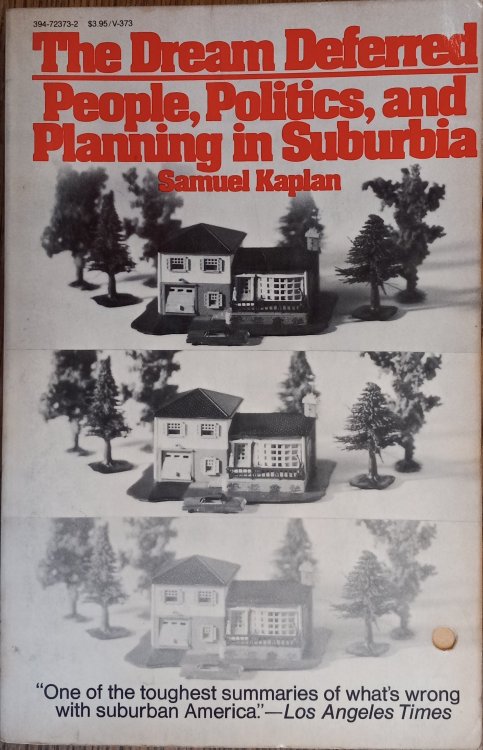 394-72373-2 $3.95/V-373
The Dream Deferred
People, Politics, and
Planning in Suburbia
Samuel Kaplan
“One of the toughest summaries of what’s wrong
with suburban America.”—Los Angeles Times